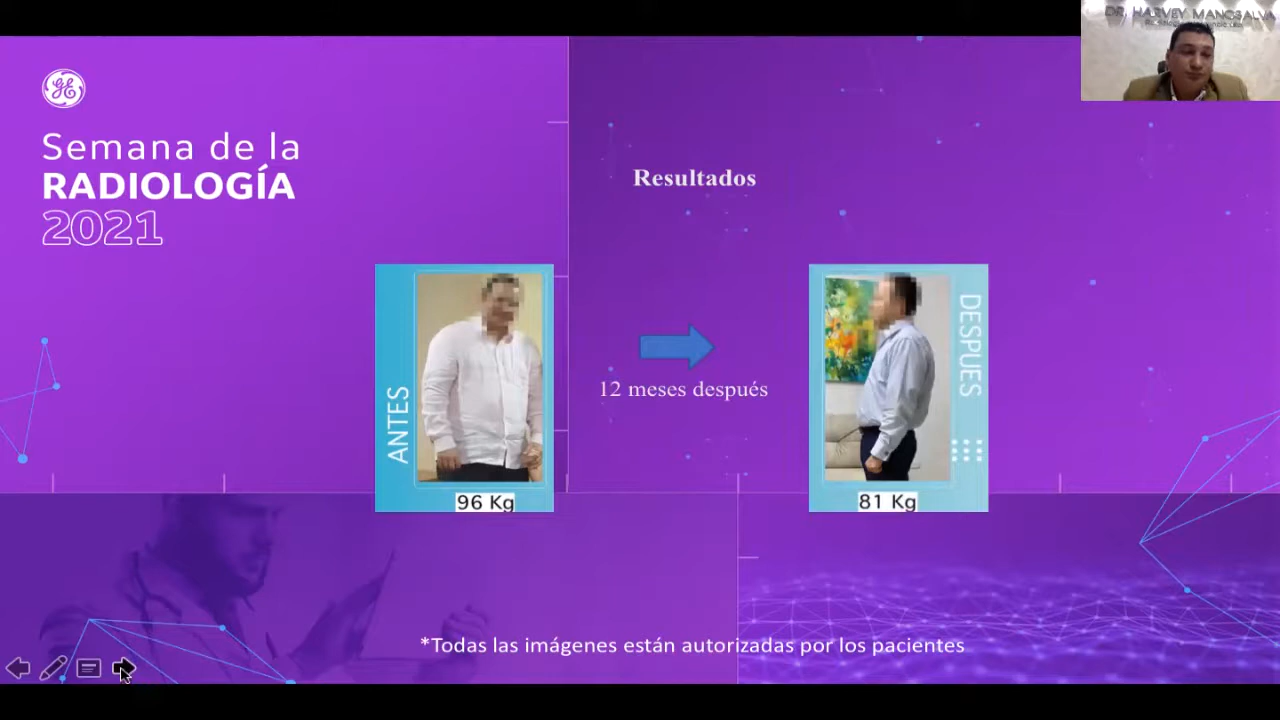 DR. HARVEY MANOSALVA
Semana de la
RADIOLOGÍA
2021
Resultados
ANTES
96 Kg
12 meses después
DESPUES
81 Kg
*Todas las imágenes están autorizadas por los pacientes